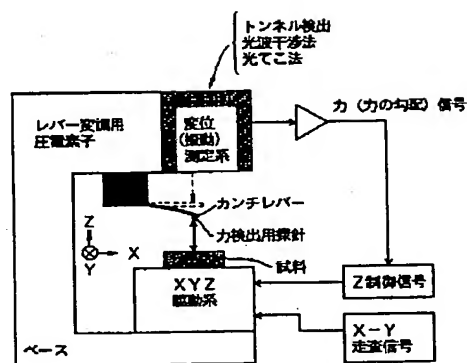 トンネル検出
光波干渉法
光てこ法
レバー変調用
圧電素子
変位
(振動)
測定系
力(力の勾配)信号
カンチレバー
力検出用探針
Z
X
Y
試料
XYZ
駆動系
Z制御信号
X-Y
走査信号
ベース